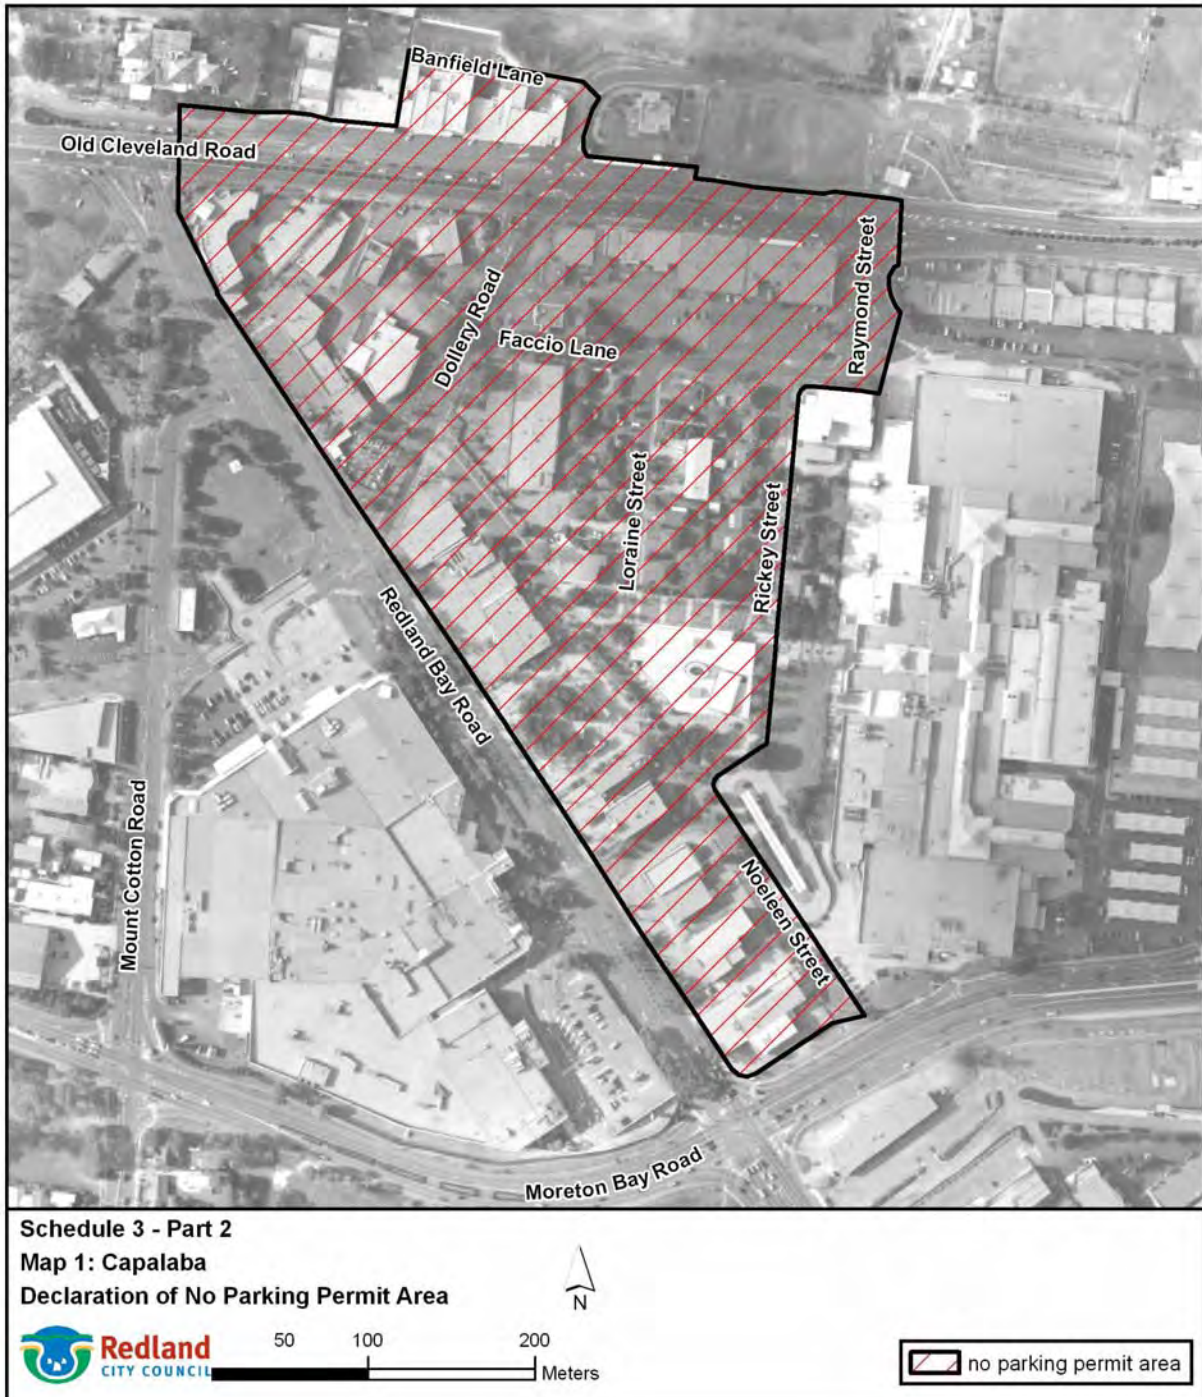 Banfield Lane
Old Cleveland Road
Raymond Street
Dollery Road
Faccio Lane
Loraine Street
Rickey Street
Redland Bay Road
Mount Cotton Road
Noeleen Street
Moreton Bay Road
Schedule 3 - Part 2
Map 1: Capalaba
Declaration of No Parking Permit Area
N
Redland
CITY COUNCIL
50 100 200
Meters
no parking permit area